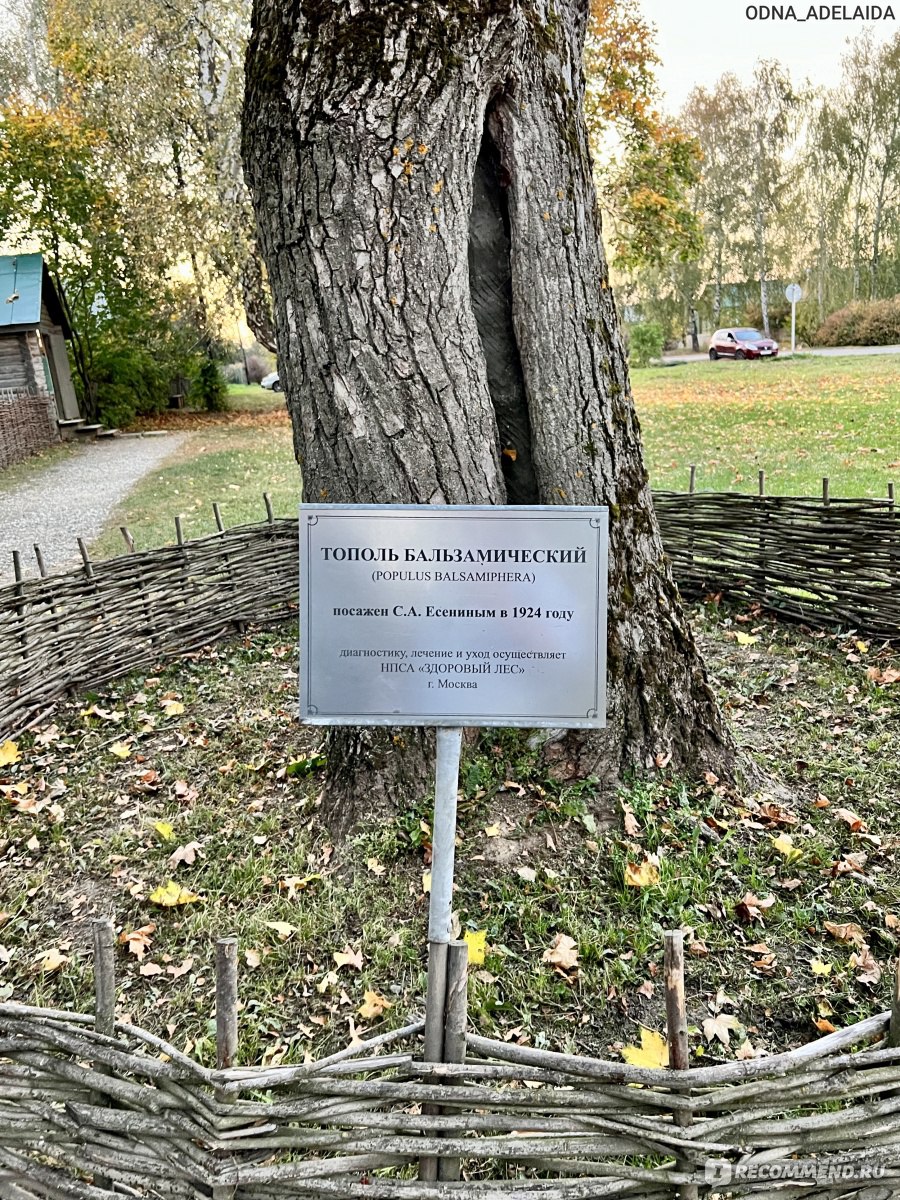 ODNA_ADELAIDA
ТОПОЛЬ БАЛЬЗАМИЧЕСКИЙ
(POPULUS BALSAMIPHERA)
посажен С.А. Есениным в 1924 году
диагностику, лечение и уход осуществляет
НПСА «ЗДОРОВЫЙ ЛЕС»
г. Москва
RECOMMEND.RU